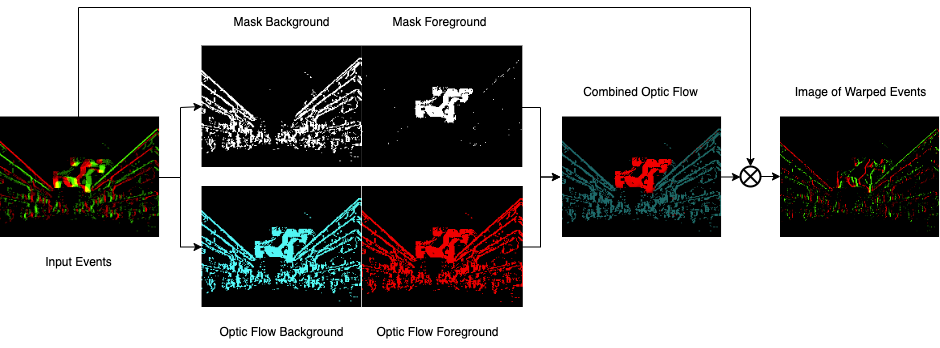 Mask Background
Mask Foreground
Combined Optic Flow
Image of Warped Events
Input Events
Optic Flow Background
Optic Flow Foreground